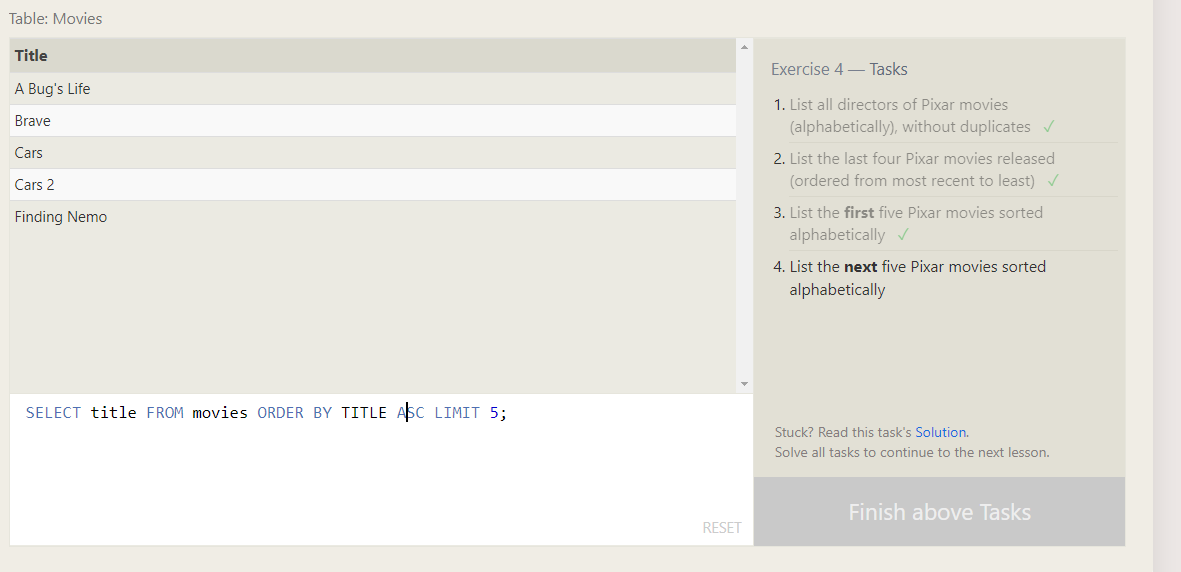 Table: Movies
Title
A Bug's Life
Brave
Cars
Cars 2
Finding Nemo
SELECT title FROM movies ORDER BY TITLE ASC LIMIT 5;
RESET
Exercise 4 — Tasks
1. List all directors of Pixar movies
(alphabetically), without duplicates ✓
2. List the last four Pixar movies released
(ordered from most recent to least) ✓
3. List the first five Pixar movies sorted
alphabetically ✓
4. List the next five Pixar movies sorted
alphabetically
Stuck? Read this task's Solution.
Solve all tasks to continue to the next lesson.
Finish above Tasks